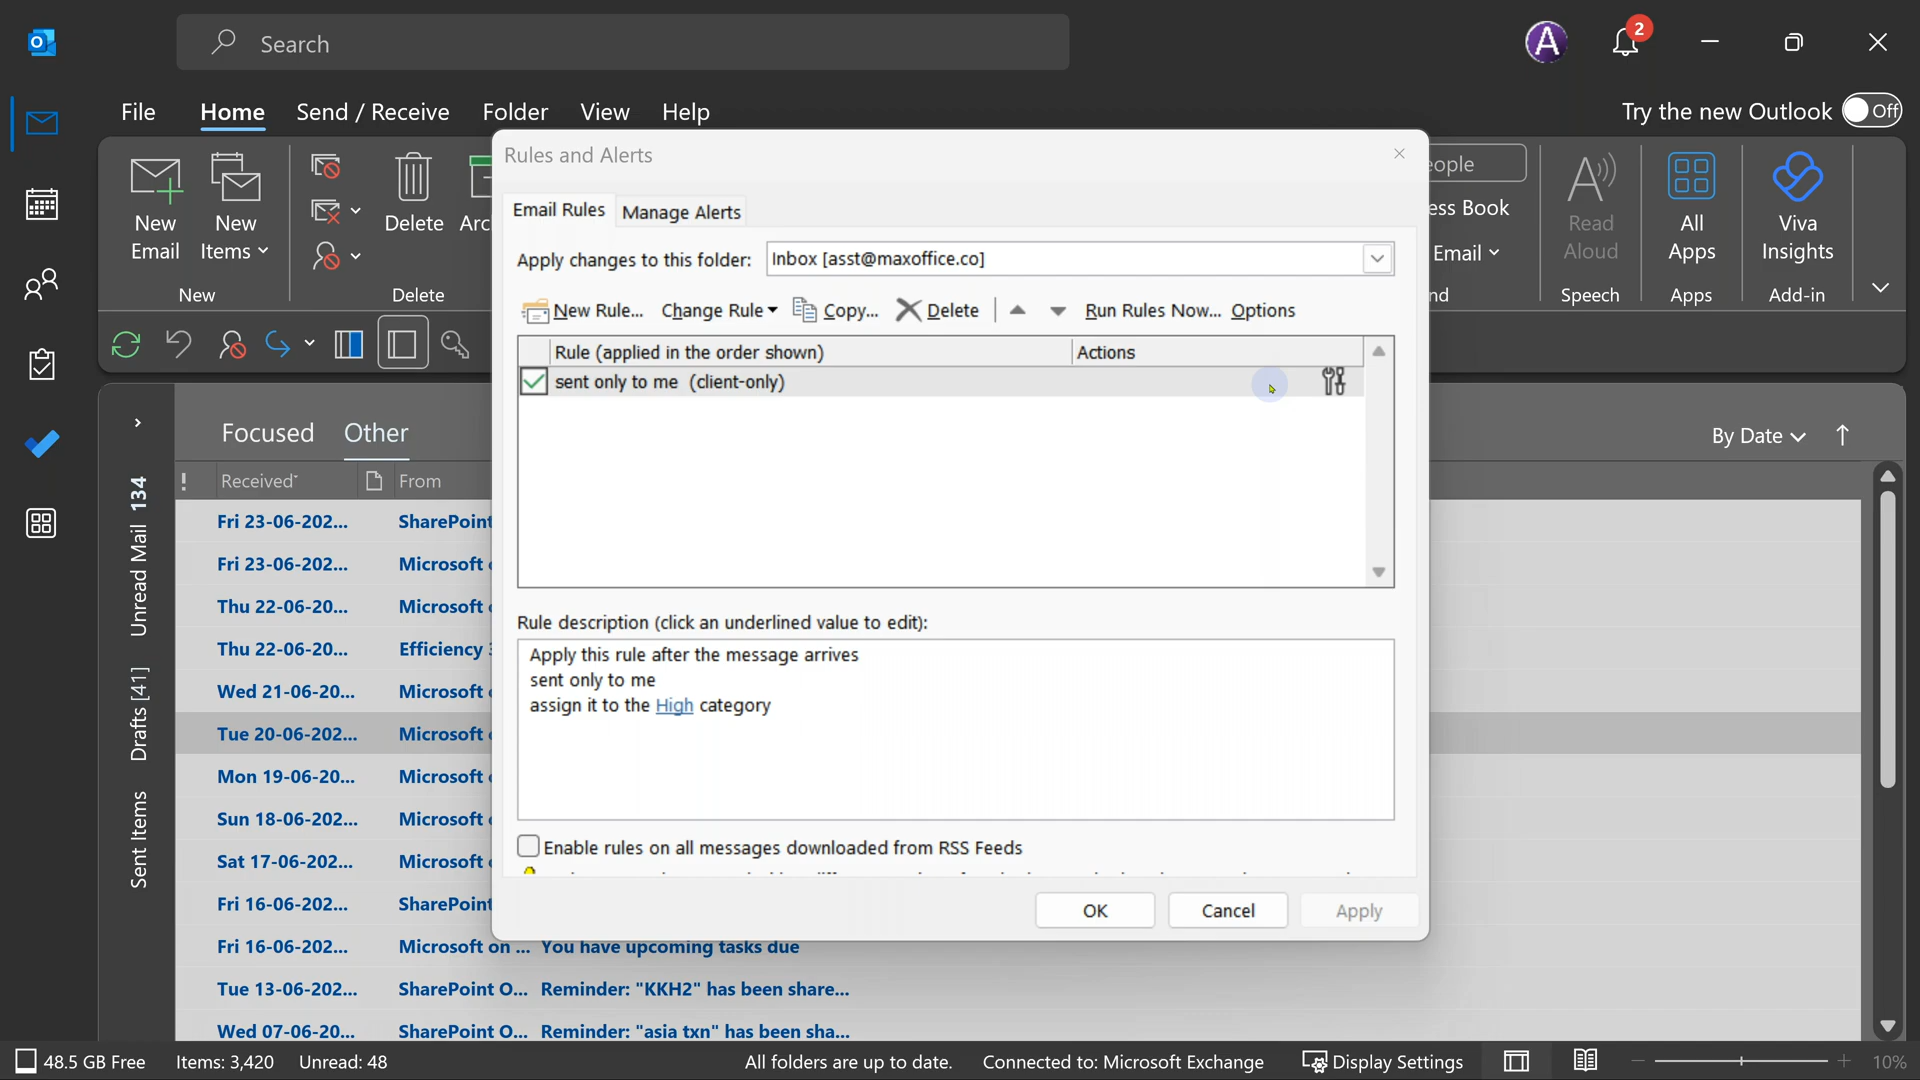 Search
2
File
Home
Send / Receive
Folder
View
Help
Try the new Outlook
Off
New
Email
New
Items
New
Delete
Delete
Rules and Alerts
Email Rules
Manage Alerts
Apply changes to this folder:
Inbox [asst@maxoffice.co]
New Rule...
Change Rule
Copy...
Delete
Run Rules Now...
Options
Rule (applied in the order shown)
Actions
sent only to me (client-only)
Rule description (click an underlined value to edit):
Apply this rule after the message arrives
sent only to me
assign it to the High category
Enable rules on all messages downloaded from RSS Feeds
OK
Cancel
Apply
Book
Email
Read
Aloud
Speech
All
Apps
Apps
Viva
Insights
Add-in
Unread Mail 134
Drafts [41]
Sent Items
Focused
Other
By Date
! Received From
Fri 23-06-202... SharePoint
Fri 23-06-202... Microsoft
Thu 22-06-20... Microsoft
Thu 22-06-20... Efficiency
Wed 21-06-20... Microsoft
Tue 20-06-202... Microsoft
Mon 19-06-20... Microsoft
Sun 18-06-202... Microsoft
Sat 17-06-202... Microsoft
Fri 16-06-202... SharePoint
Fri 16-06-202... Microsoft on ... You have upcoming tasks due
Tue 13-06-202... SharePoint O... Reminder: "KKH2" has been share...
Wed 07-06-20... SharePoint O... Reminder: "asia txn" has been sha...
48.5 GB Free
Items: 3,420
Unread: 48
All folders are up to date.
Connected to: Microsoft Exchange
Display Settings
10%